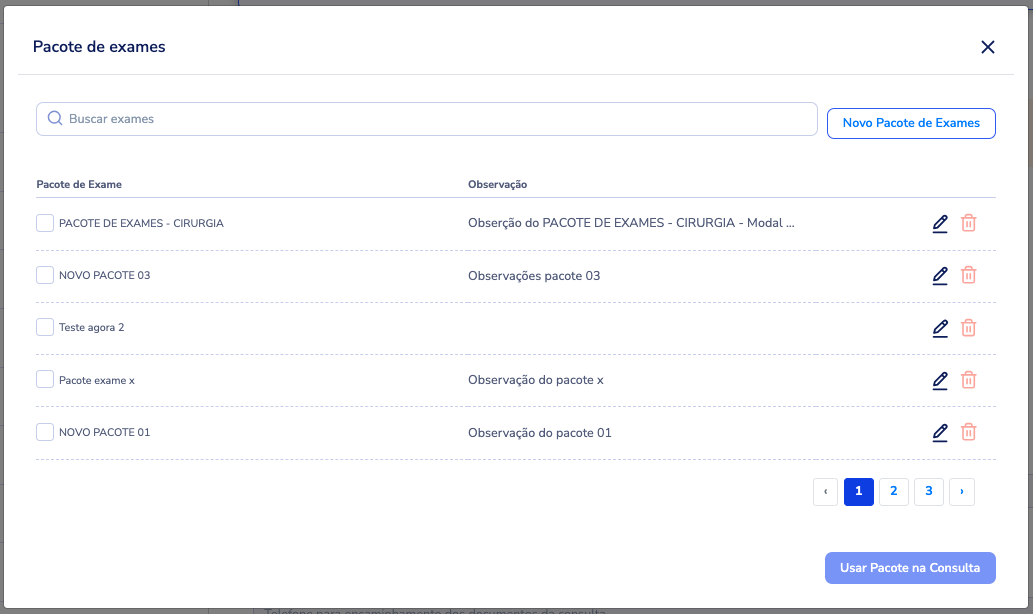 Pacote de exames
Buscar exames
Novo Pacote de Exames
Pacote de Exame Observação
PACOTE DE EXAMES - CIRURGIA Obserção do PACOTE DE EXAMES - CIRURGIA - Modal ...
NOVO PACOTE 03 Observações pacote 03
Teste agora 2
Pacote exame x Observação do pacote x
NOVO PACOTE 01 Observação do pacote 01
‹ 1 2 3 ›
Usar Pacote na Consulta
Telefone para encaminhamento dos documentos da consulta